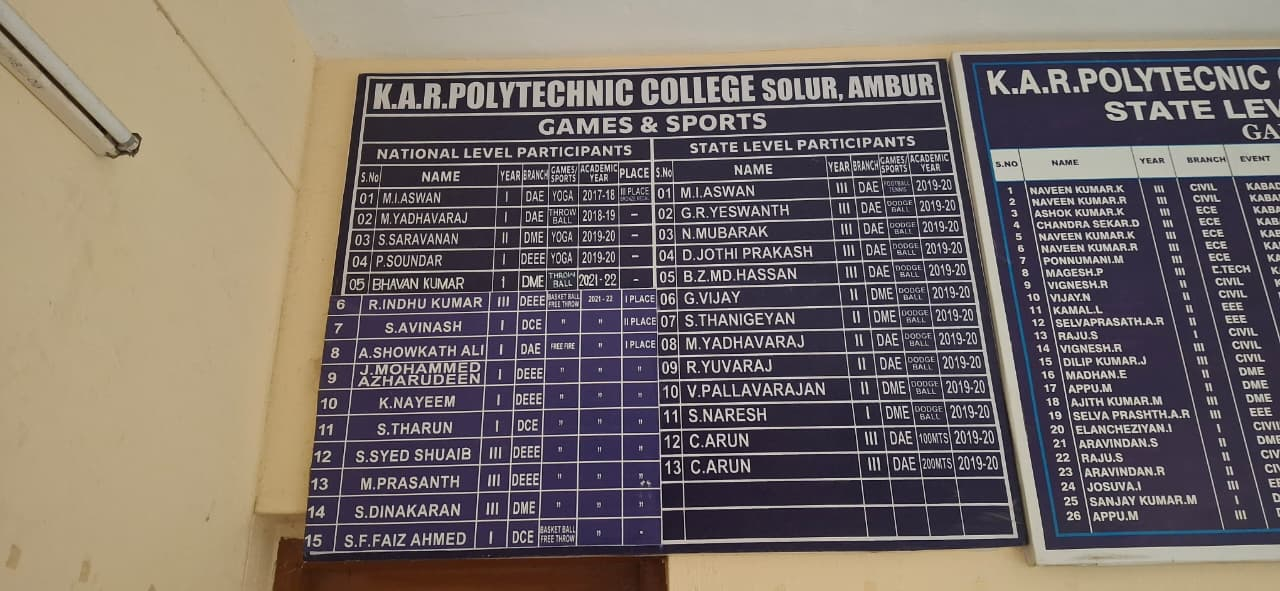 K.A.R.POLYTECHNIC COLLEGE SOLUR, AMBUR
GAMES & SPORTS
NATIONAL LEVEL PARTICIPANTS
S.No NAME YEAR BRANCH GAMES/SPORTS ACADEMIC YEAR PLACE
01 M.I.ASWAN I DAE YOGA 2017-18 III PLACE
02 M.YADHAVARAJ I DAE THROW BALL 2018-19 –
03 S.SARAVANAN II DME YOGA 2019-20 –
04 P.SOUNDAR I DEEE YOGA 2019-20 –
05 BHAVAN KUMAR I DME THROW BALL 2021-22 –
6 R.INDHU KUMAR III DEEE BASKET BALL FREE THROW 2021-22 I PLACE
7 S.AVINASH I DCE " " II PLACE
8 A.SHOWKATH ALI I DAE FREE FIRE " I PLACE
9 J.MOHAMMED AZHARUDEEN I DEEE " " "
10 K.NAYEEM I DEEE " " "
11 S.THARUN I DCE " " "
12 S.SYED SHUAIB III DEEE " " "
13 M.PRASANTH III DEEE " " "
14 S.DINAKARAN III DME " " "
15 S.F.FAIZ AHMED I DCE BASKET BALL FREE THROW " -
STATE LEVEL PARTICIPANTS
S.No NAME YEAR BRANCH GAMES/SPORTS ACADEMIC YEAR
01 M.I.ASWAN III DAE FOOTBALL TENNIS 2019-20
02 G.R.YESWANTH III DAE DODGE BALL 2019-20
03 N.MUBARAK III DAE DODGE BALL 2019-20
04 D.JOTHI PRAKASH III DAE DODGE BALL 2019-20
05 B.Z.MD.HASSAN III DAE DODGE BALL 2019-20
06 G.VIJAY II DME DODGE BALL 2019-20
07 S.THANIGEYAN II DME DODGE BALL 2019-20
08 M.YADHAVARAJ II DAE DODGE BALL 2019-20
09 R.YUVARAJ II DAE DODGE BALL 2019-20
10 V.PALLAVARAJAN II DME DODGE BALL 2019-20
11 S.NARESH I DME DODGE BALL 2019-20
12 C.ARUN III DAE 100MTS 2019-20
13 C.ARUN III DAE 200MTS 2019-20
K.A.R.POLYTECNIC
STATE LEV
GA
S.NO NAME YEAR BRANCH EVENT
1 NAVEEN KUMAR.K III CIVIL KABAD
2 NAVEEN KUMAR.R III CIVIL KABA
3 ASHOK KUMAR.K III ECE KABA
4 CHANDRA SEKAR.D III ECE KABA
5 NAVEEN KUMAR.K III ECE KAB
6 NAVEEN KUMAR.R III ECE KA
7 PONNUMANI.M III ECE
8 MAGESH.P III
9 VIGNESH.R II CIVIL
10 VIJAY.N II CIVIL
11 KAMAL.L II EEE
12 SELVAPRASATH.A.R II EEE
13 RAJU.S I CIVIL
14 VIGNESH.R III CIVIL
15 DILIP KUMAR.J III CIVIL
16 MADHAN.E II DME
17 APPU.M II DME
18 AJITH KUMAR.M III DME
19 SELVA PRASHTH.A.R III EEE
20 ELANCHEZIYAN.I I CIVIL
21 ARAVINDAN.S II DME
22 RAJU.S II
23 ARAVINDAN.R II
24 JOSUVA.I III
25 SANJAY KUMAR.M I
26 APPU.M III